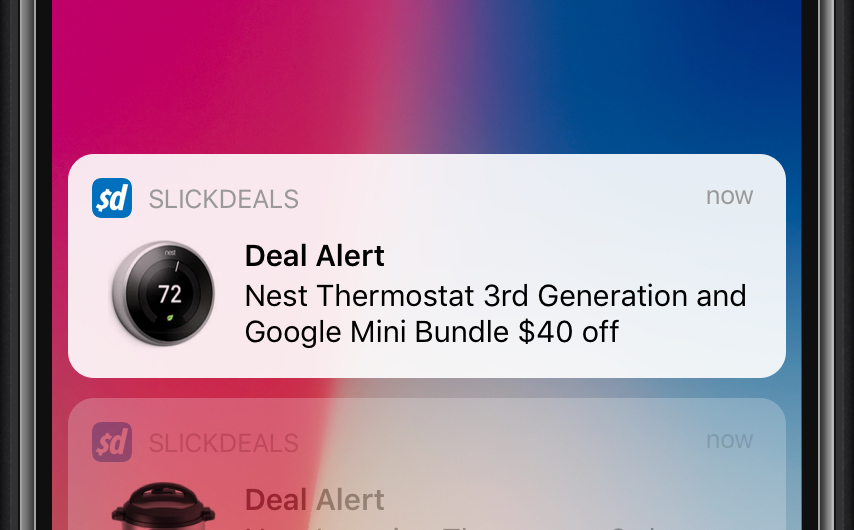 $d SLICKDEALS now
nest
72
Deal Alert
Nest Thermostat 3rd Generation and
Google Mini Bundle $40 off
$d SLICKDEALS now
Deal Alert